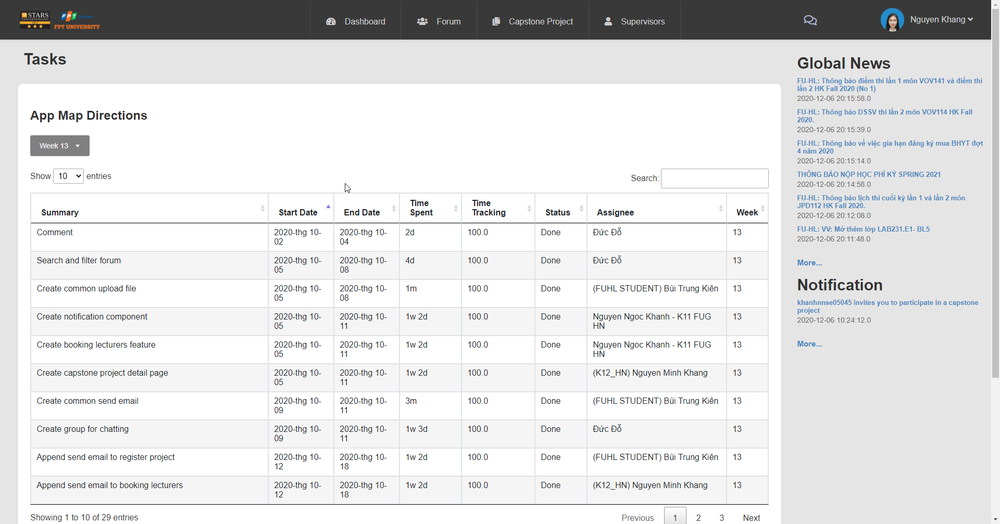 STARS
FPT Education
FPT UNIVERSITY
Dashboard
Forum
Capstone Project
Supervisors
Nguyen Khang
Tasks
App Map Directions
Week 13
Show 10 entries
Search:
Summary Start Date End Date Time Spent Time Tracking Status Assignee Week
Comment 2020-thg 10-02 2020-thg 10-04 2d 100.0 Done Đức Đỗ 13
Search and filter forum 2020-thg 10-05 2020-thg 10-08 4d 100.0 Done Đức Đỗ 13
Create common upload file 2020-thg 10-05 2020-thg 10-08 1m 100.0 Done (FUHL STUDENT) Bùi Trung Kiên 13
Create notification component 2020-thg 10-05 2020-thg 10-11 1w 2d 100.0 Done Nguyen Ngoc Khanh - K11 FUG HN 13
Create booking lecturers feature 2020-thg 10-05 2020-thg 10-11 1w 2d 100.0 Done Nguyen Ngoc Khanh - K11 FUG HN 13
Create capstone project detail page 2020-thg 10-05 2020-thg 10-11 1w 2d 100.0 Done (K12_HN) Nguyen Minh Khang 13
Create common send email 2020-thg 10-09 2020-thg 10-11 3m 100.0 Done (FUHL STUDENT) Bùi Trung Kiên 13
Create group for chatting 2020-thg 10-09 2020-thg 10-11 1w 3d 100.0 Done Đức Đỗ 13
Append send email to register project 2020-thg 10-12 2020-thg 10-18 1w 2d 100.0 Done (FUHL STUDENT) Bùi Trung Kiên 13
Append send email to booking lecturers 2020-thg 10-12 2020-thg 10-18 1w 2d 100.0 Done (K12_HN) Nguyen Minh Khang 13
Showing 1 to 10 of 29 entries
Previous 1 2 3 Next
Global News
FU-HL: Thông báo điểm thi lần 1 môn VOV141 và điểm thi
lần 2 HK Fall 2020 (No 1)
2020-12-06 20:15:58.0
FU-HL: Thông báo DSSV thi lần 2 môn VOV114 HK Fall
2020.
2020-12-06 20:15:39.0
FU-HL: Thông báo về việc gia hạn đăng ký mua BHYT đợt
4 năm 2020
2020-12-06 20:15:14.0
THÔNG BÁO NỘP HỌC PHÍ KỲ SPRING 2021
2020-12-06 20:14:58.0
FU-HL: Thông báo lịch thi cuối kỳ lần 1 và lần 2 môn
JPD112 HK Fall 2020.
2020-12-06 20:12:08.0
FU-HL: VV: Mở thêm lớp LAB231.E1- BL5
2020-12-06 20:11:48.0
More...
Notification
khanhnnse05045 invites you to participate in a capstone
project
2020-12-06 10:24:12.0
More...